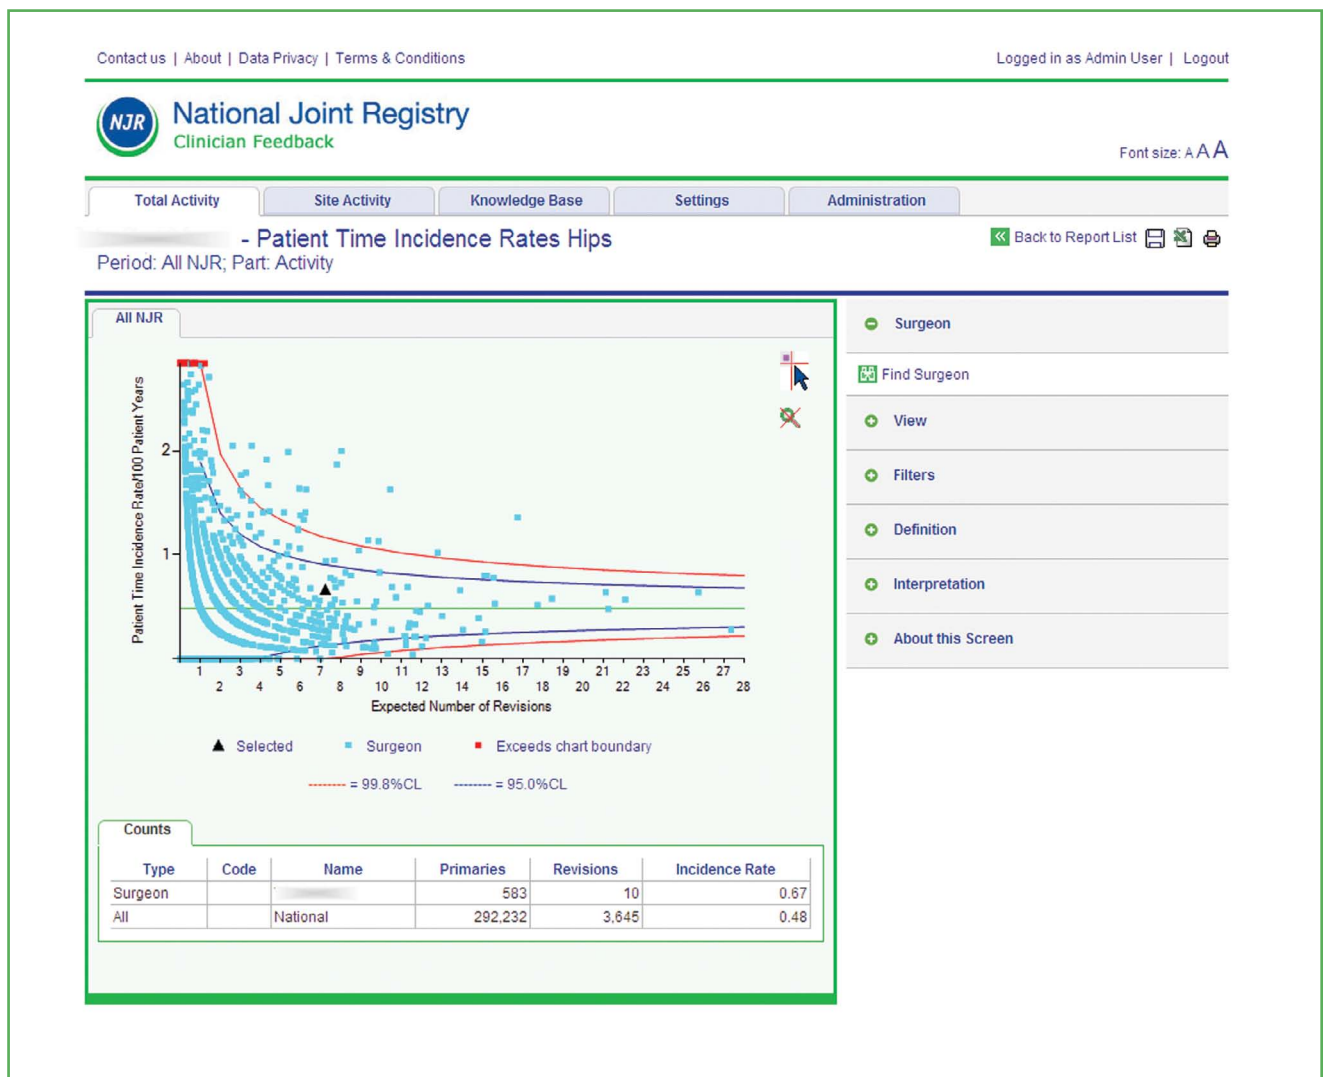 Contact us | About | Data Privacy | Terms & Conditions
Logged in as Admin User | Logout
NJR
National Joint Registry
Clinician Feedback
Font size: A A A
Total Activity
Site Activity
Knowledge Base
Settings
Administration
- Patient Time Incidence Rates Hips
Back to Report List
Period: All NJR; Part: Activity
All NJR
Surgeon
Find Surgeon
View
Filters
Definition
Interpretation
About this Screen
Patient Time Incidence Rate/100 Patient Years
2
1
1 3 5 7 9 11 13 15 17 19 21 23 25 27
2 4 6 8 10 12 14 16 18 20 22 24 26 28
Expected Number of Revisions
Selected
Surgeon
Exceeds chart boundary
-------- = 99.8%CL
-------- = 95.0%CL
Counts
Type Code Name Primaries Revisions Incidence Rate
Surgeon 583 10 0.67
All National 292,232 3,645 0.48